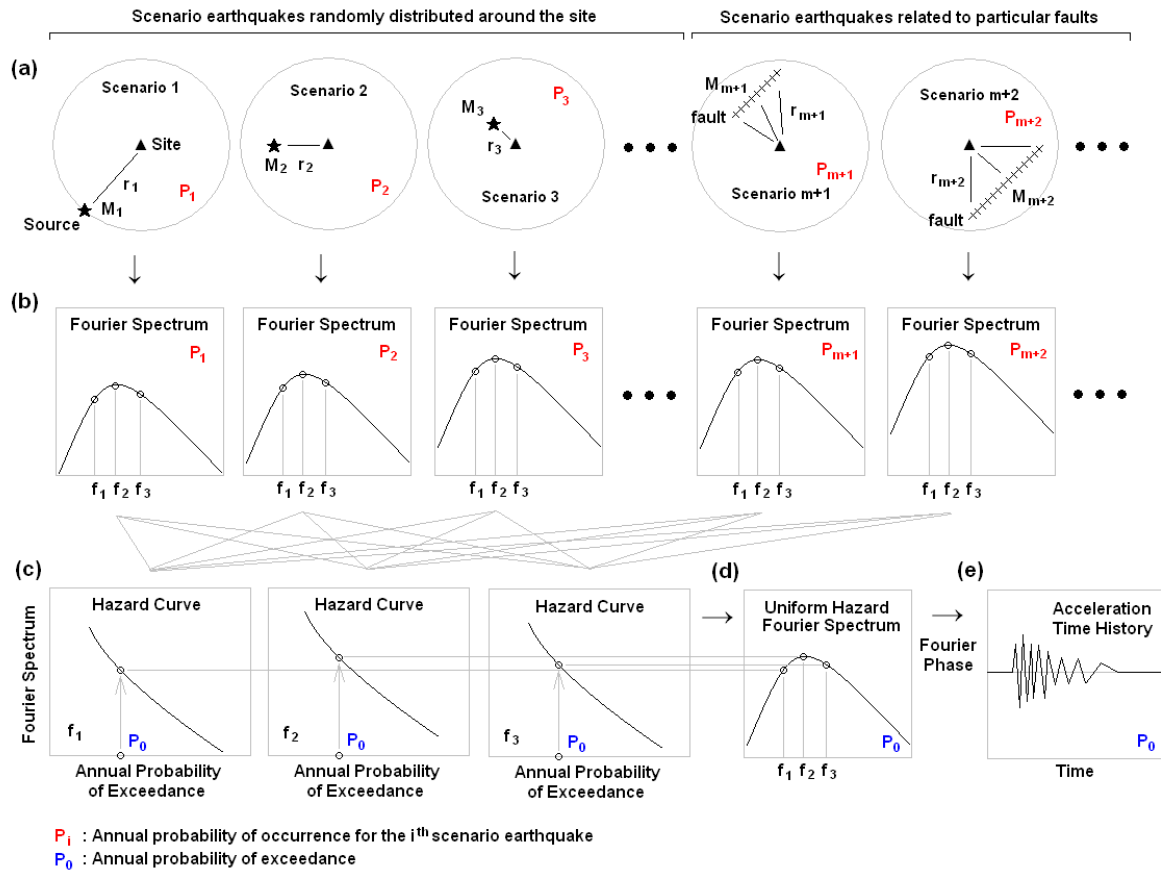 Scenario earthquakes randomly distributed around the site
Scenario earthquakes related to particular faults
(a)
Scenario 1
Site
r1
P1
M1
Source
Scenario 2
M2
r2
P2
M3
P3
r3
Scenario 3
Mm+1
fault
rm+1
Pm+1
Scenario m+1
Scenario m+2
Pm+2
rm+2
Mm+2
fault
(b)
Fourier Spectrum
P1
f1 f2 f3
Fourier Spectrum
P2
f1 f2 f3
Fourier Spectrum
P3
f1 f2 f3
Fourier Spectrum
Pm+1
f1 f2 f3
Fourier Spectrum
Pm+2
f1 f2 f3
(c)
Fourier Spectrum
Hazard Curve
f1
P0
Annual Probability
of Exceedance
Hazard Curve
f2
P0
Annual Probability
of Exceedance
Hazard Curve
f3
P0
Annual Probability
of Exceedance
(d)
Uniform Hazard
Fourier Spectrum
P0
f1 f2 f3
Fourier
Phase
(e)
Acceleration
Time History
P0
Time
Pi : Annual probability of occurrence for the ith scenario earthquake
P0 : Annual probability of exceedance